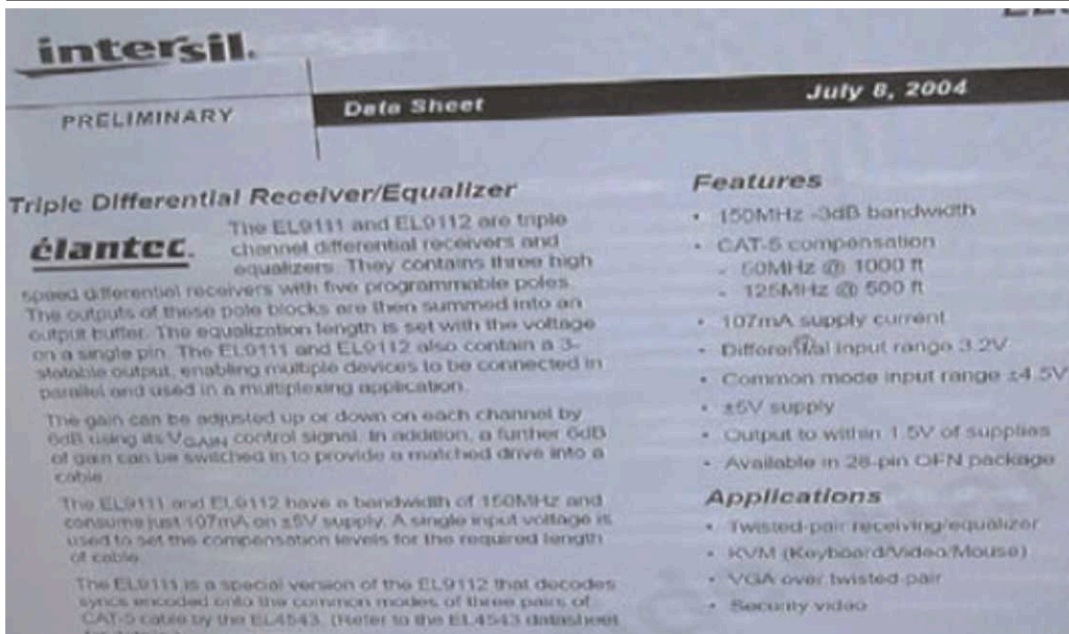 intersil.
PRELIMINARY
Data Sheet
July 8, 2004
Triple Differential Receiver/Equalizer
élantec.
The EL9111 and EL9112 are triple
channel differential receivers and
equalizers. They contains three high
speed differential receivers with five programmable poles.
The outputs of these pole blocks are then summed into an
output buffer. The equalization length is set with the voltage
on a single pin. The EL9111 and EL9112 also contain a 3-
statable output, enabling multiple devices to be connected in
parallel and used in a multiplexing application.
The gain can be adjusted up or down on each channel by
6dB using its VGAIN control signal. In addition, a further 6dB
of gain can be switched in to provide a matched drive into a
cable.
The EL9111 and EL9112 have a bandwidth of 150MHz and
consume just 107mA on ±5V supply. A single input voltage is
used to set the compensation levels for the required length
of cable.
The EL9111 is a special version of the EL9112 that decodes
syncs encoded onto the common modes of three pairs of
CAT-5 cable by the EL4543. (Refer to the EL4543 datasheet
Features
• 150MHz -3dB bandwidth
• CAT-5 compensation
- 50MHz @ 1000 ft
- 125MHz @ 500 ft
• 107mA supply current
• Differential input range 3.2V
• Common mode input range ±4.5V
• ±5V supply
• Output to within 1.5V of supplies
• Available in 28-pin QFN package
Applications
• Twisted-pair receiving/equalizer
• KVM (Keyboard/Video/Mouse)
• VGA over twisted-pair
• Security video